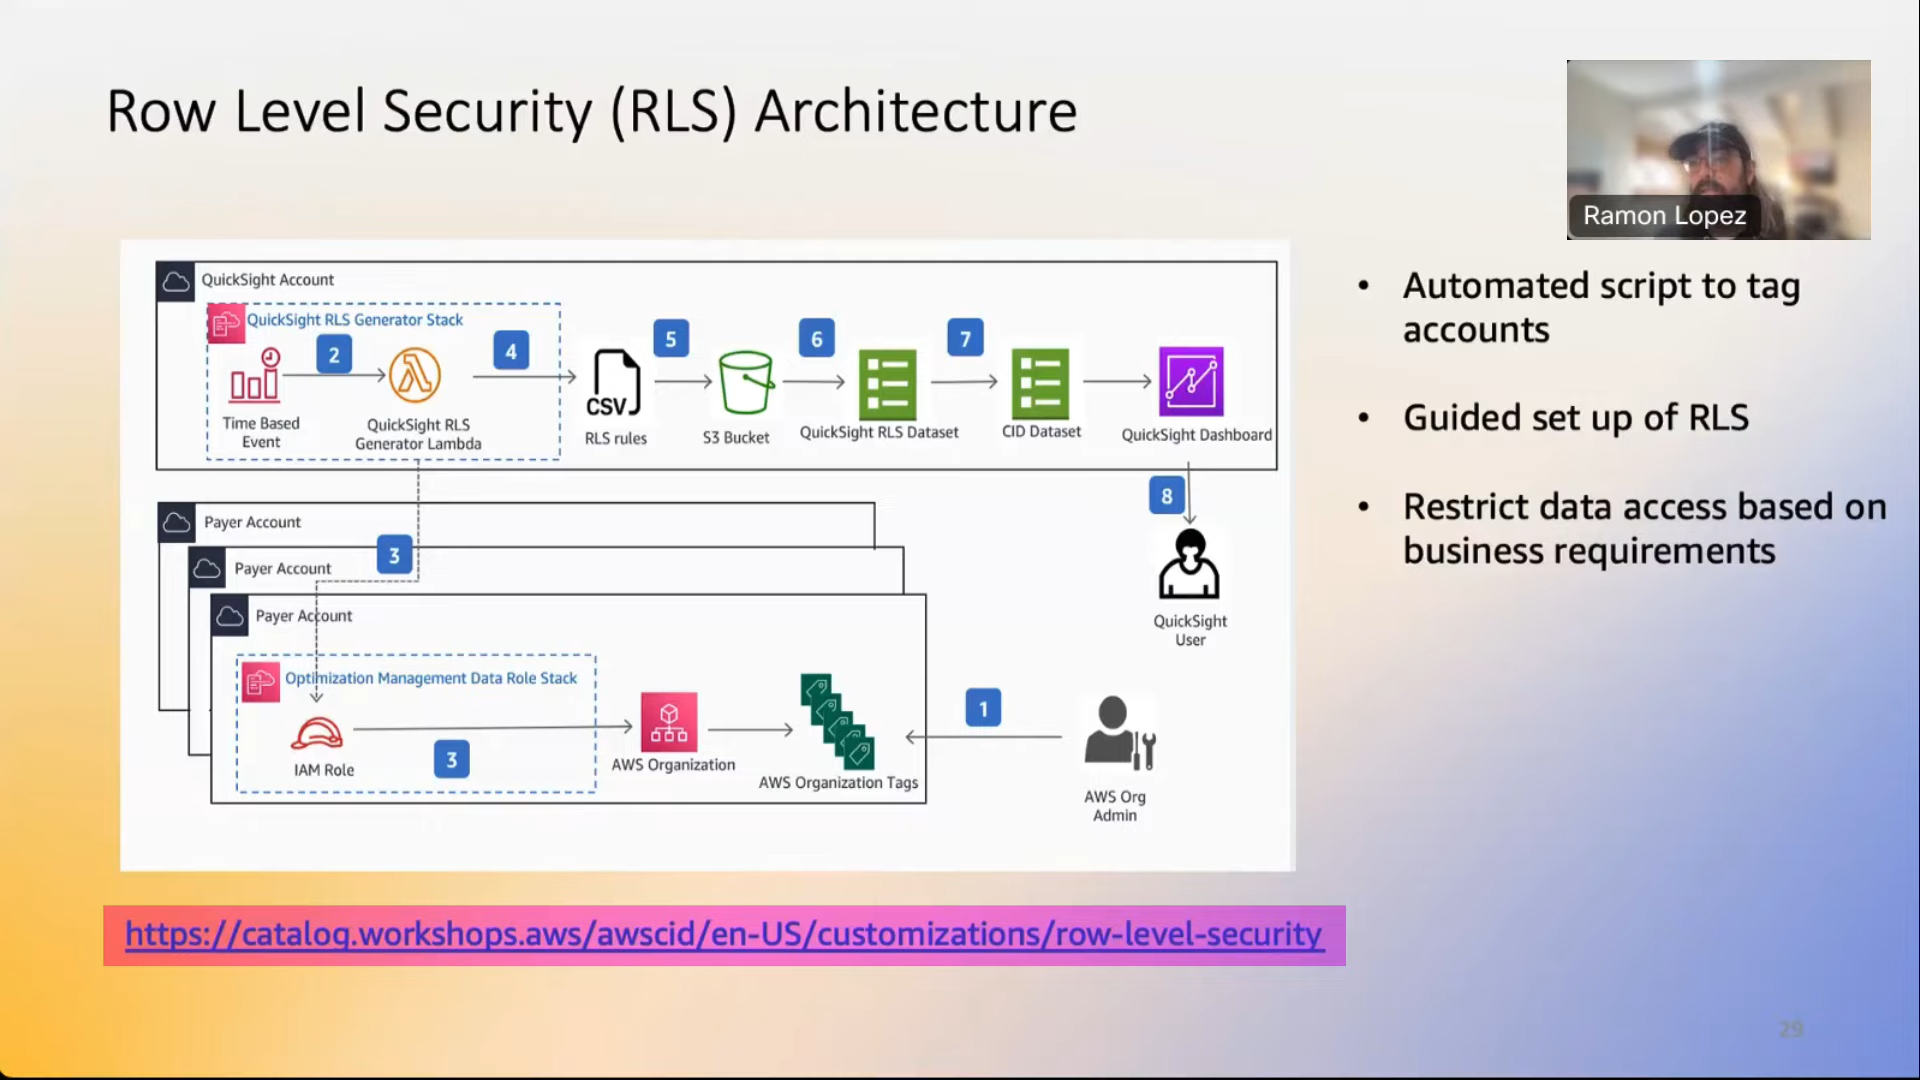 Row Level Security (RLS) Architecture
Ramon Lopez
QuickSight Account
QuickSight RLS Generator Stack
2
4
5
6
7
Time Based
Event
QuickSight RLS
Generator Lambda
CSV
RLS rules
S3 Bucket
QuickSight RLS Dataset
CID Dataset
QuickSight Dashboard
8
QuickSight
User
Payer Account
3
Payer Account
Payer Account
Optimization Management Data Role Stack
IAM Role
3
AWS Organization
AWS Organization Tags
1
AWS Org
Admin
• Automated script to tag
accounts
• Guided set up of RLS
• Restrict data access based on
business requirements
https://catalog.workshops.aws/awscid/en-US/customizations/row-level-security
29